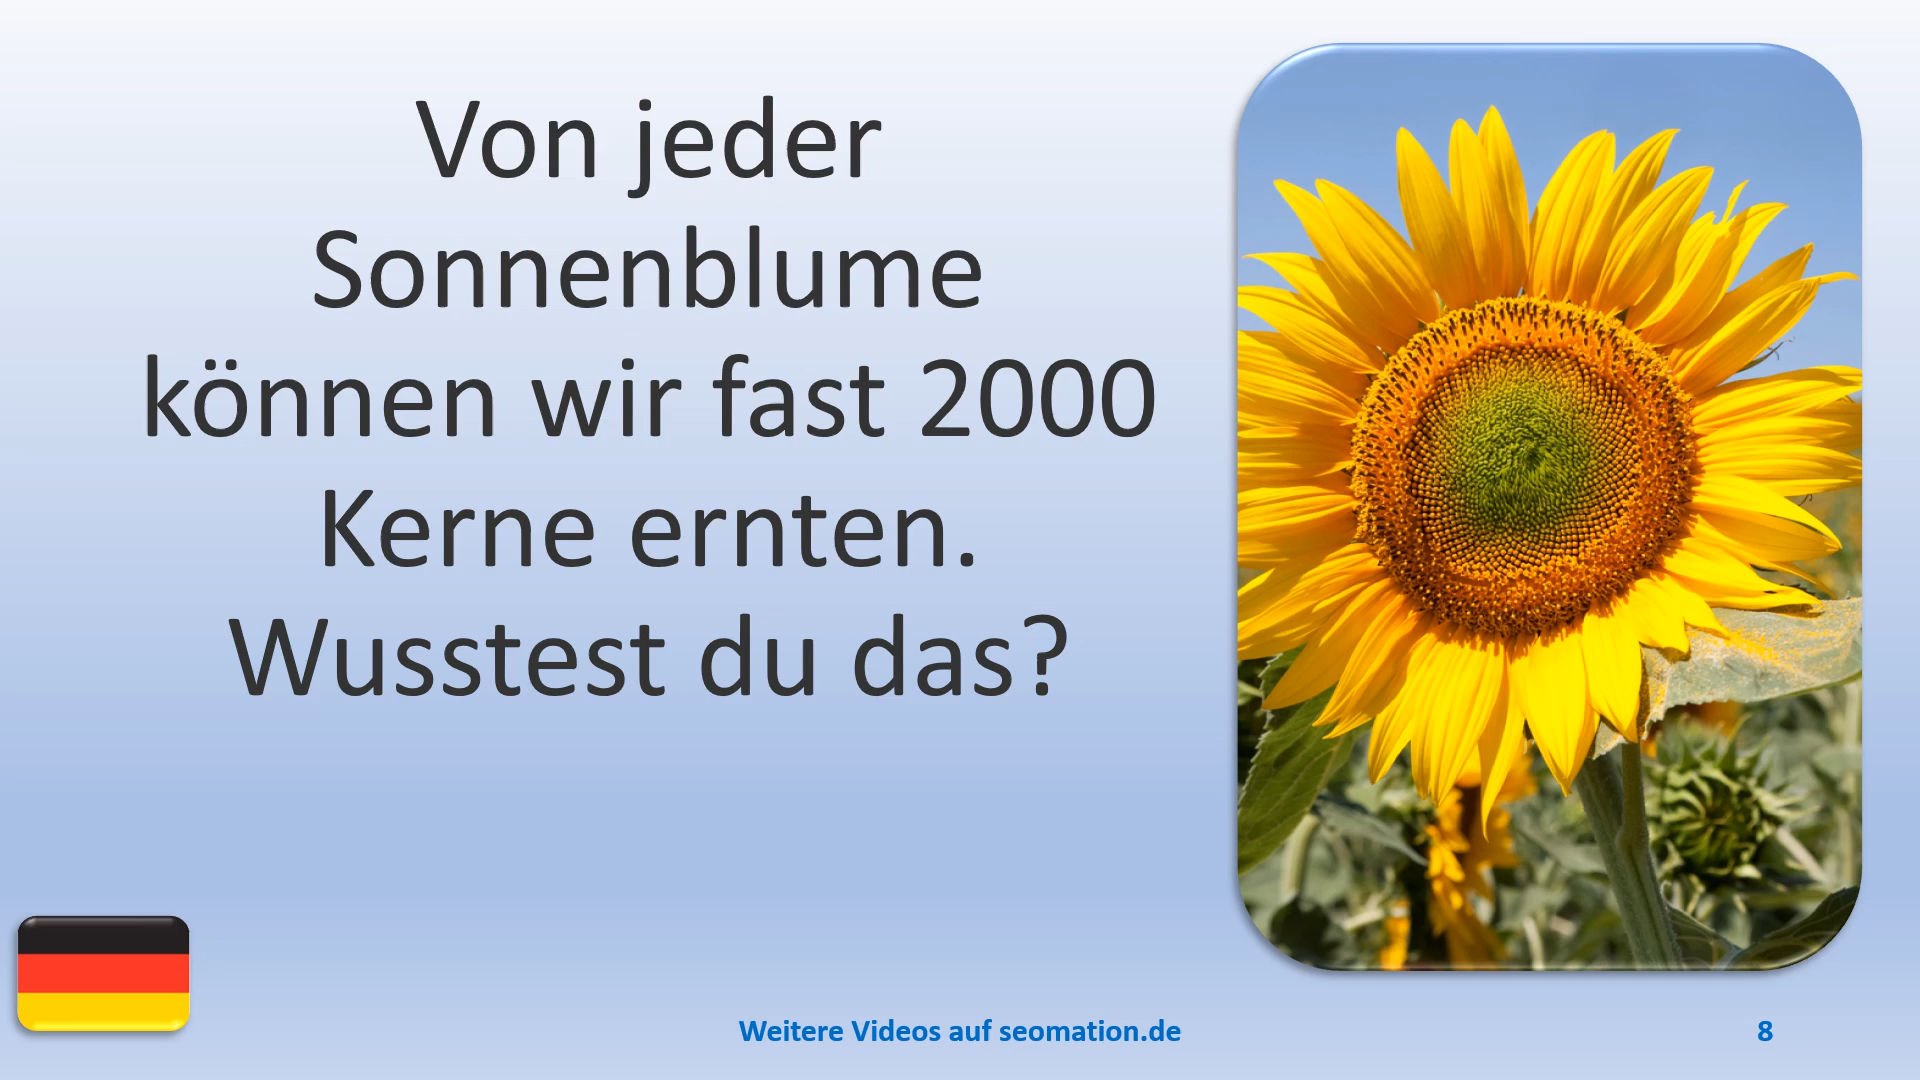 Von jeder
Sonnenblume
können wir fast 2000
Kerne ernten.
Wusstest du das?
Weitere Videos auf seomation.de
8